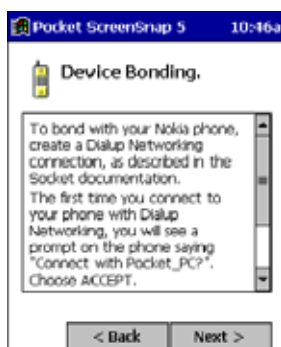 Pocket ScreenSnap 5 10:46a
Device Bonding.
To bond with your Nokia phone,
create a Dialup Networking
connection, as described in the
Socket documentation.
The first time you connect to
your phone with Dialup
Networking, you will see a
prompt on the phone saying
"Connect with Pocket_PC?".
Choose ACCEPT.
< Back Next >